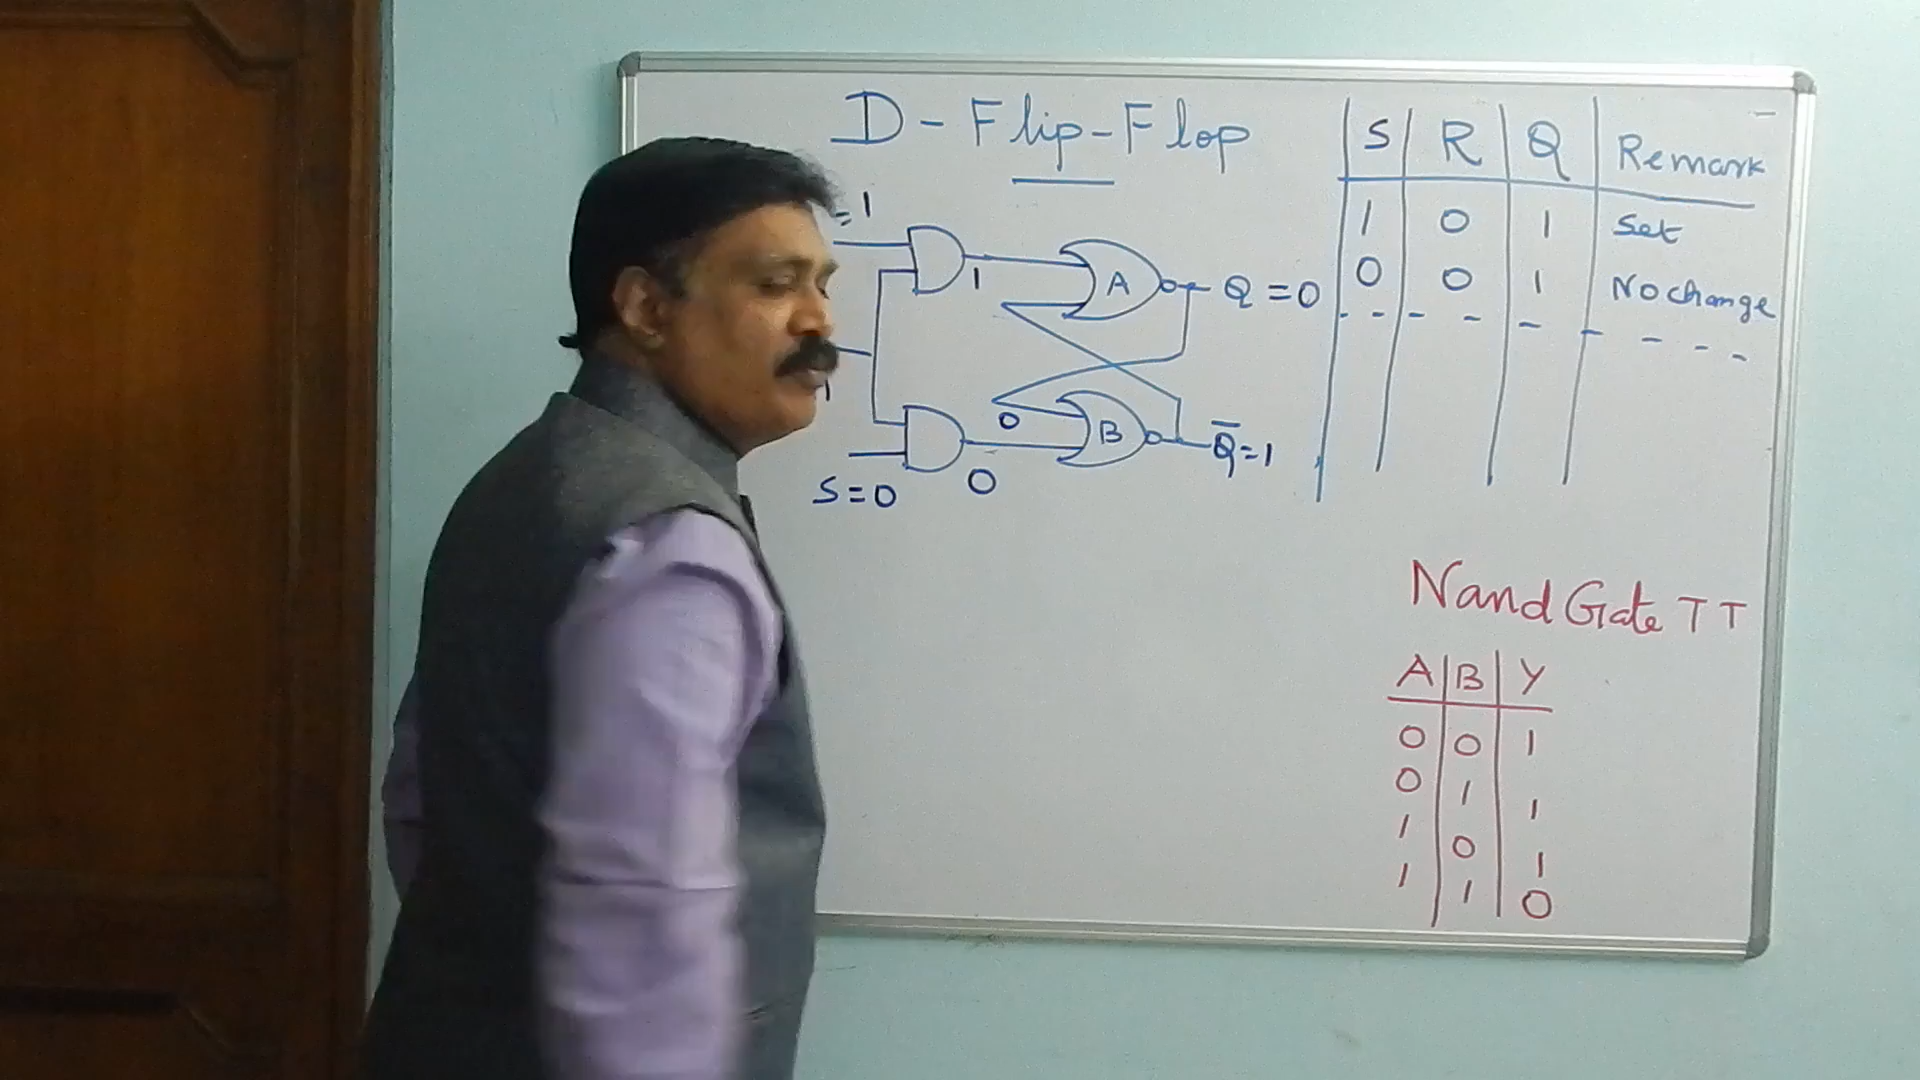 D - Flip-Flop
=1
1
A
Q = 0
1
0
B
Q̅=1
S=0
0
S R Q Remark
1 0 1 Set
0 0 1 No change
Nand Gate TT
A B Y
0 0 1
0 1 1
1 0 1
1 1 0